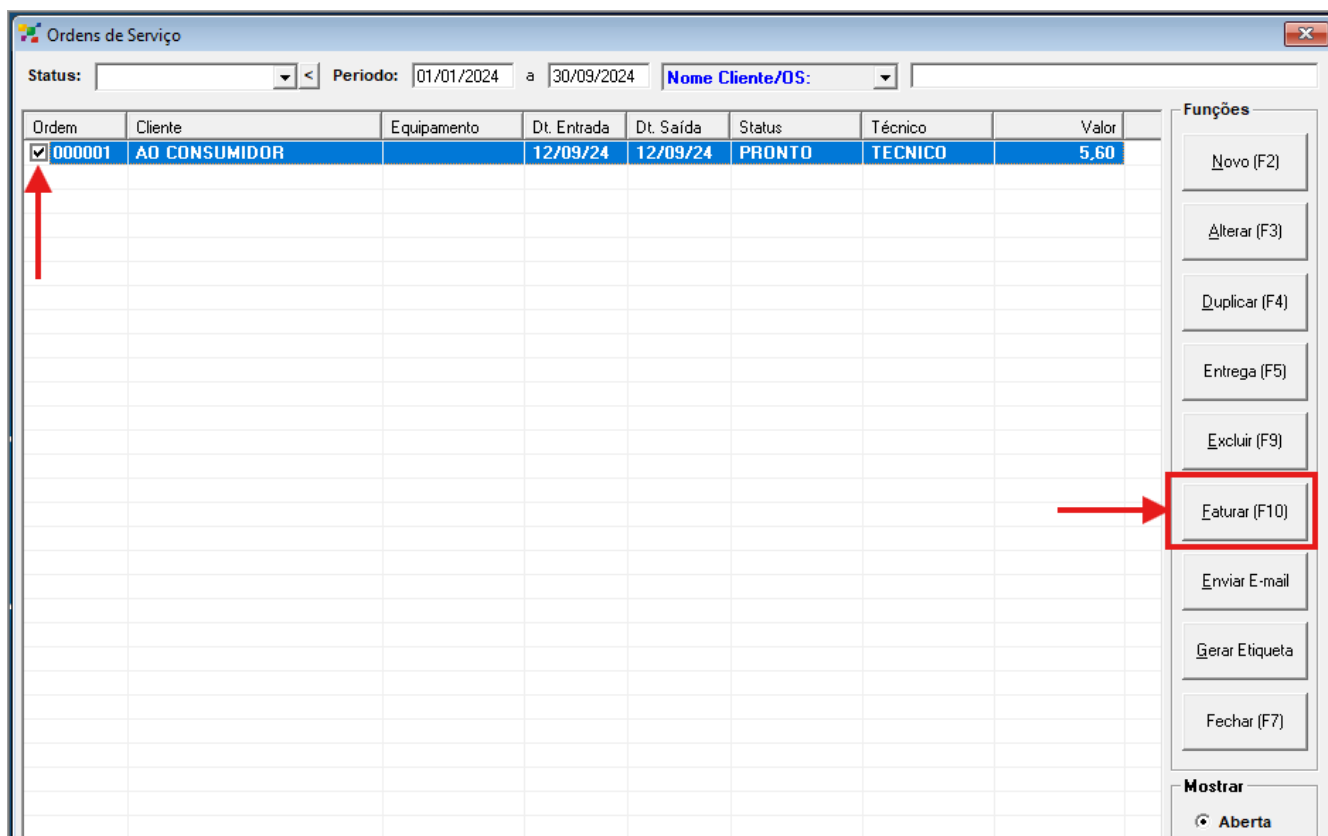 Ordens de Serviço
Status: < Periodo: 01/01/2024 a 30/09/2024 Nome Cliente/OS:
Ordem Cliente Equipamento Dt. Entrada Dt. Saída Status Técnico Valor
000001 AO CONSUMIDOR 12/09/24 12/09/24 PRONTO TECNICO 5,60
Funções
Novo (F2)
Alterar (F3)
Duplicar (F4)
Entrega (F5)
Excluir (F9)
Faturar (F10)
Enviar E-mail
Gerar Etiqueta
Fechar (F7)
Mostrar
Aberta